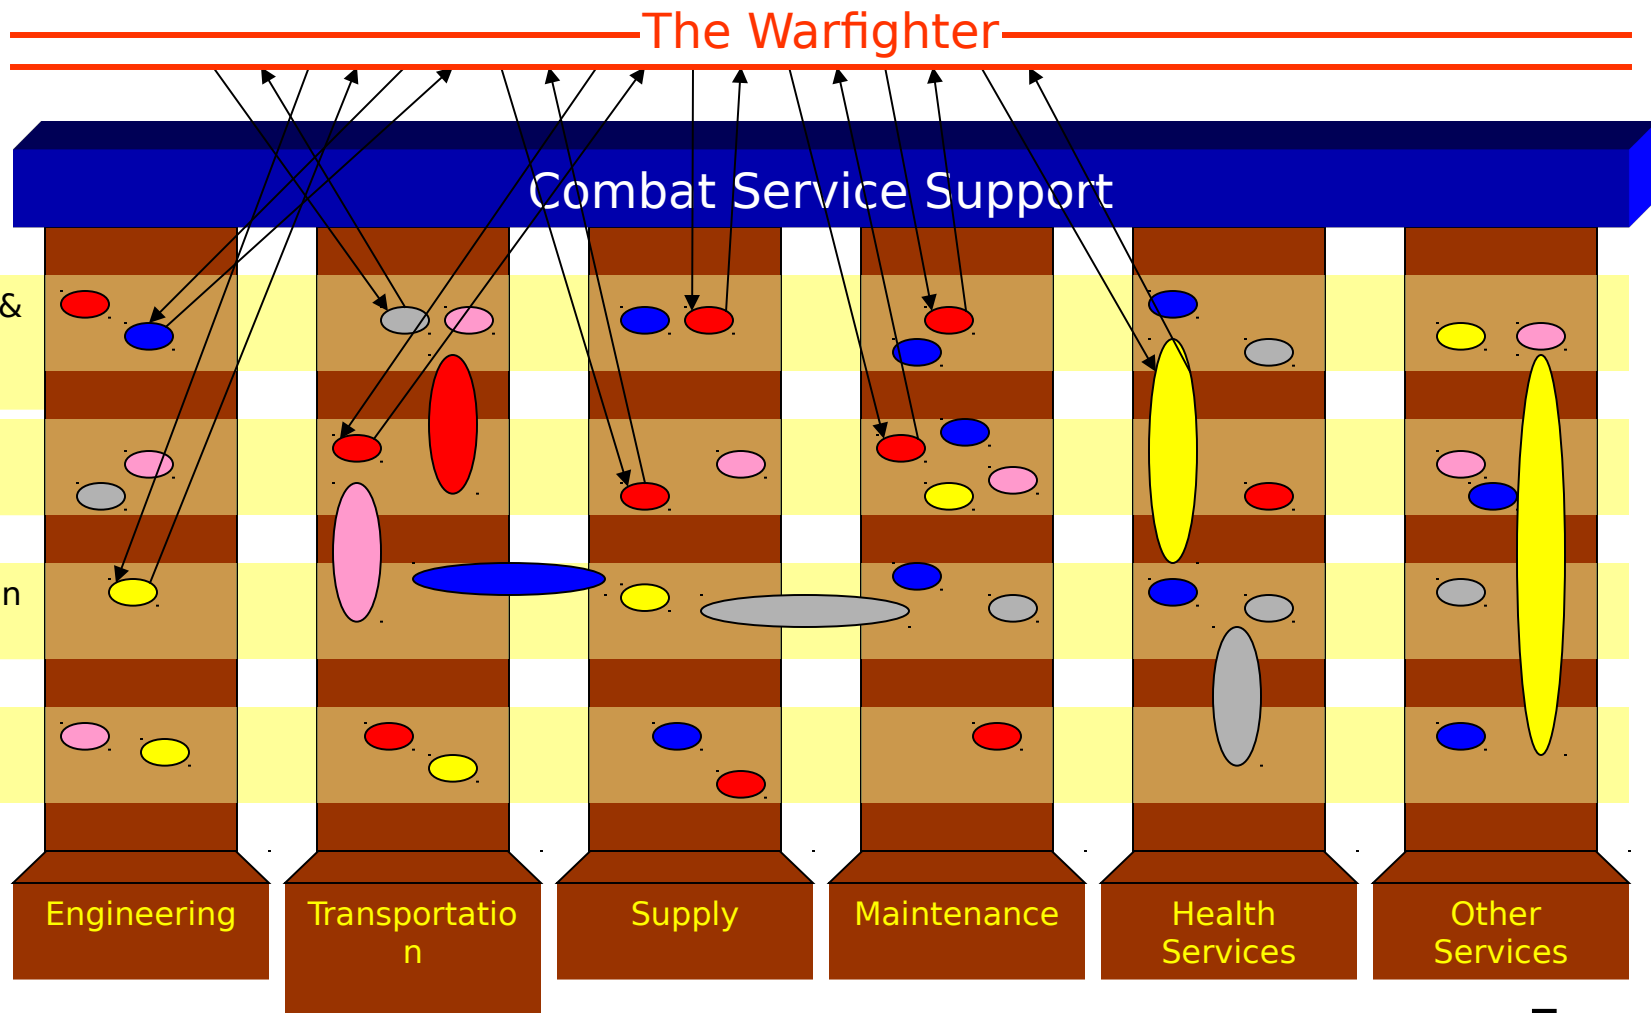 The Warfighter
Combat Service Support
&
n
Engineering
Transportatio
n
Supply
Maintenance
Health
Services
Other
Services